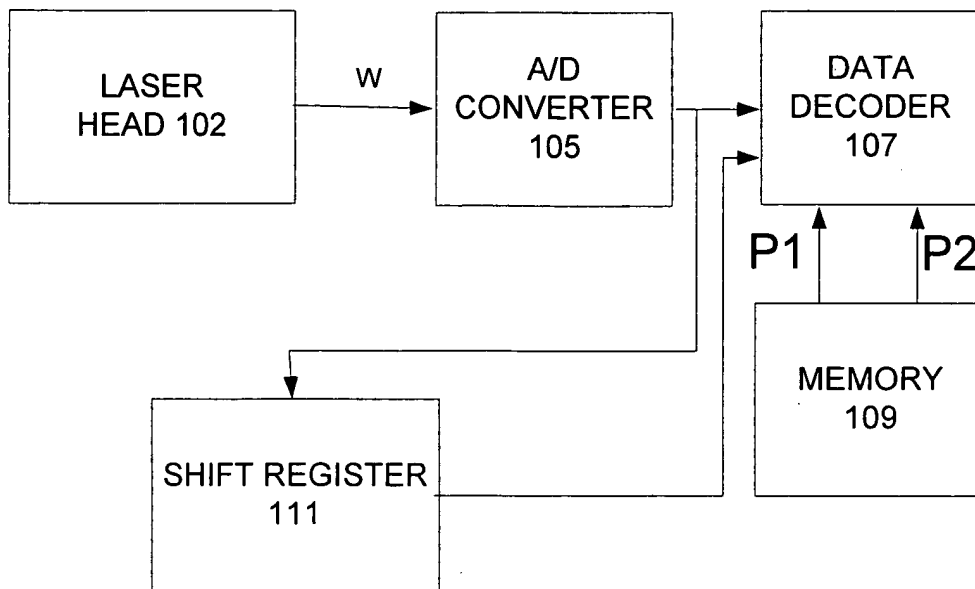 LASER
HEAD 102
W
A/D
CONVERTER
105
DATA
DECODER
107
P1
P2
MEMORY
109
SHIFT REGISTER
111